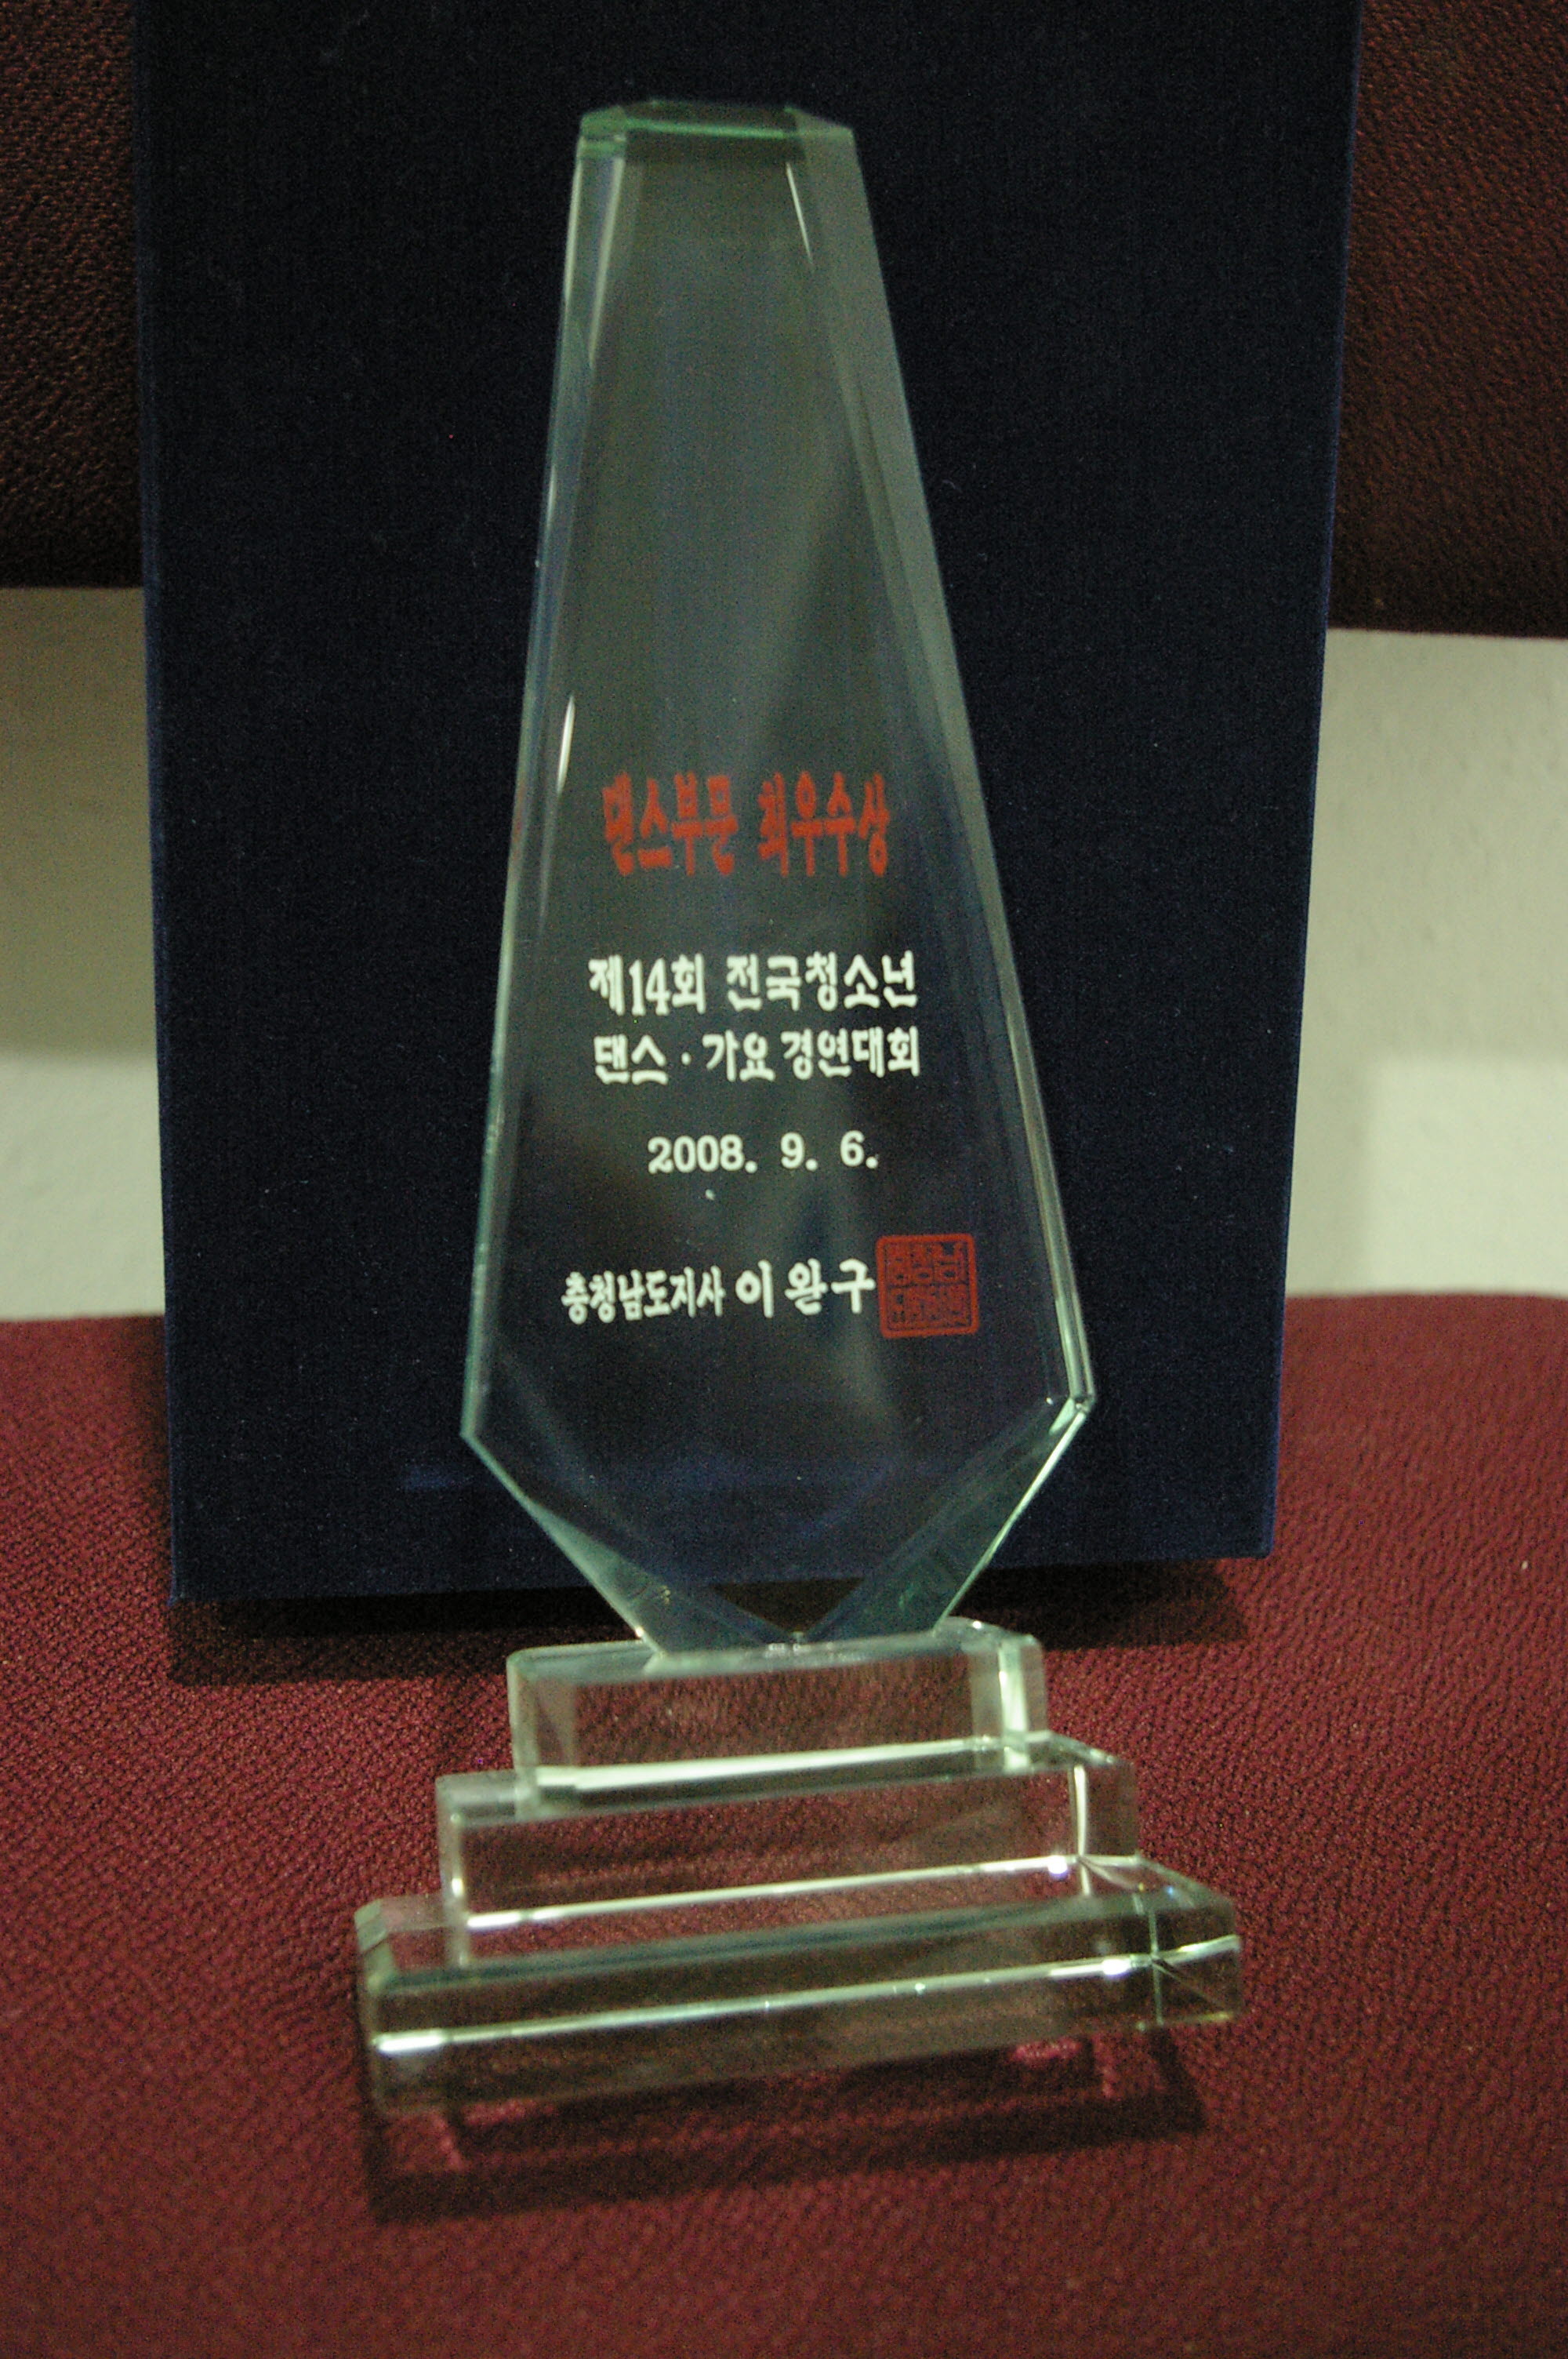 댄스부문 최우수상
제14회 전국청소년
댄스·가요 경연대회
2008. 9. 6.
충청남도지사 이완구